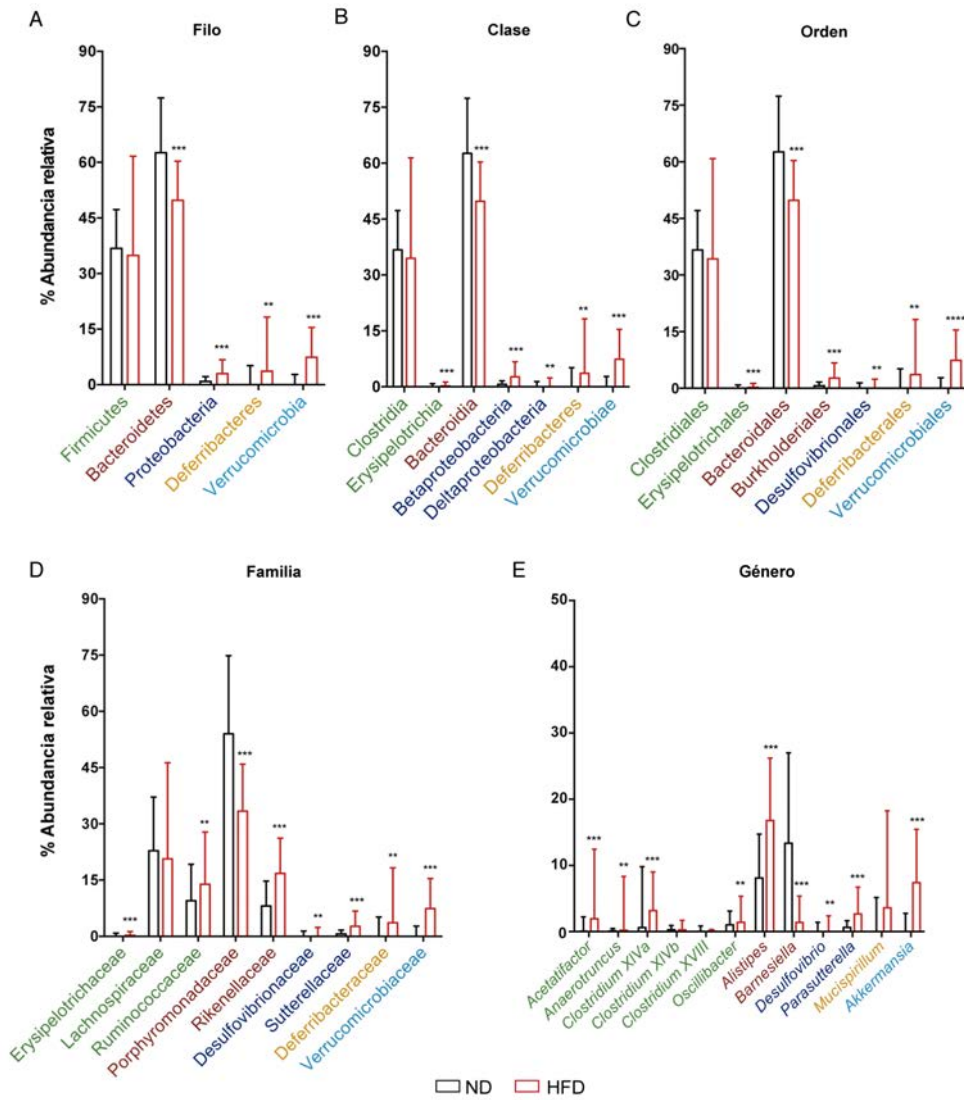 A
Filo
% Abundancia relativa
90
75
60
45
30
15
0
***
***
**
***
Firmicutes
Bacteroidetes
Proteobacteria
Deferribacteres
Verrucomicrobia
B
Clase
90
75
60
45
30
15
0
***
***
***
**
**
***
Clostridia
Erysipelotrichia
Bacteroidia
Betaproteobacteria
Deltaproteobacteria
Deferribacteres
Verrucomicrobiae
C
Orden
90
75
60
45
30
15
0
***
***
***
**
**
****
Clostridiales
Erysipelotrichales
Bacteroidales
Burkholderiales
Desulfovibrionales
Deferribacterales
Verrucomicrobiales
D
Familia
% Abundancia relativa
90
75
60
45
30
15
0
***
**
***
***
**
***
**
***
Erysipelotrichaceae
Lachnospiraceae
Ruminococcaceae
Porphyromonadaceae
Rikenellaceae
Desulfovibrionaceae
Sutterellaceae
Deferribacteraceae
Verrucomicrobiaceae
E
Género
50
40
30
20
10
0
***
**
***
**
***
***
**
***
***
Acetatifactor
Anaerotruncus
Clostridium XIVa
Clostridium XIVb
Clostridium XVIII
Oscillibacter
Alistipes
Barnesiella
Desulfovibrio
Parasutterella
Mucispirillum
Akkermansia
ND HFD